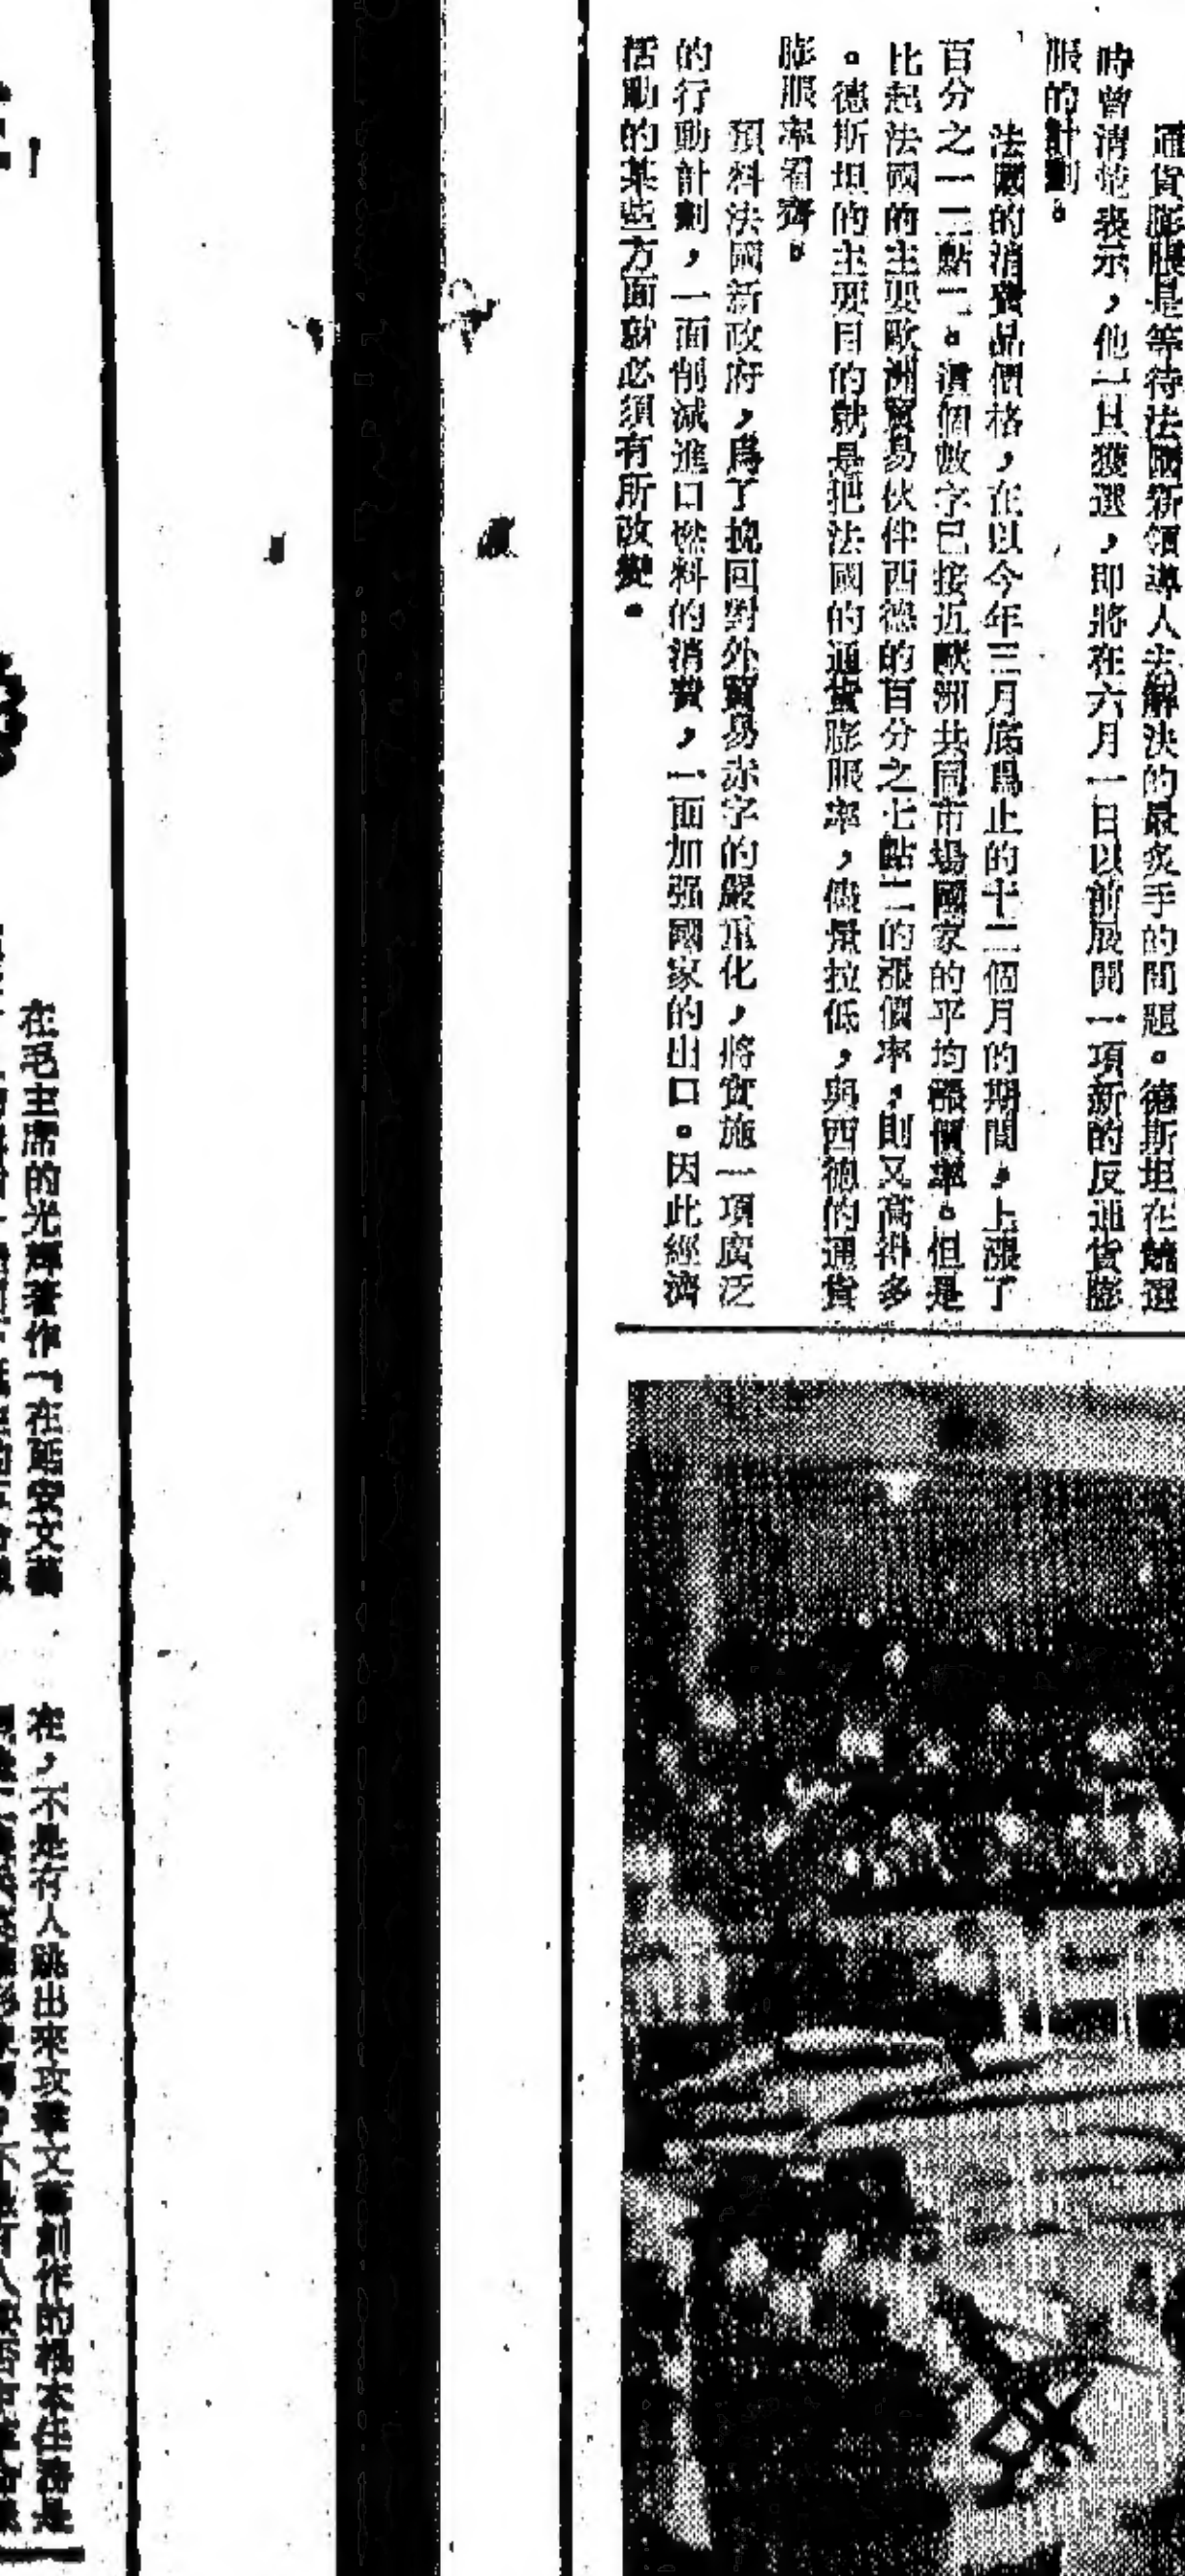 通貨膨脹是等待法國新領導人去解決的最炙手的問題。德斯坦在競選
時曾清楚表示，他一旦獲選，即將在六月一日以前展開一項新的反通貨膨
脹的計劃。
法國的消費品價格，在以今年三月底爲止的十二個月的期間，上漲了
百分之一二點二。這個數字已接近歐洲共同市場國家的平均漲價率。但是
比起法國的主要歐洲貿易伙伴西德的百分之七點二的漲價率，則又高得多
。德斯坦的主要目的就是把法國的通貨膨脹率，儘量拉低，與西德的通貨
膨脹率看齊。
預料法國新政府，爲了挽回對外貿易赤字的嚴重化，將實施一項廣泛
的行動計劃，一面削減進口燃料的消費，一面加强國家的出口。因此經濟
活動的某些方面就必須有所改變。
在毛主席的光輝著作「在延安文藝
在，不是有人跳出來攻擊文藝創作的根本任務是